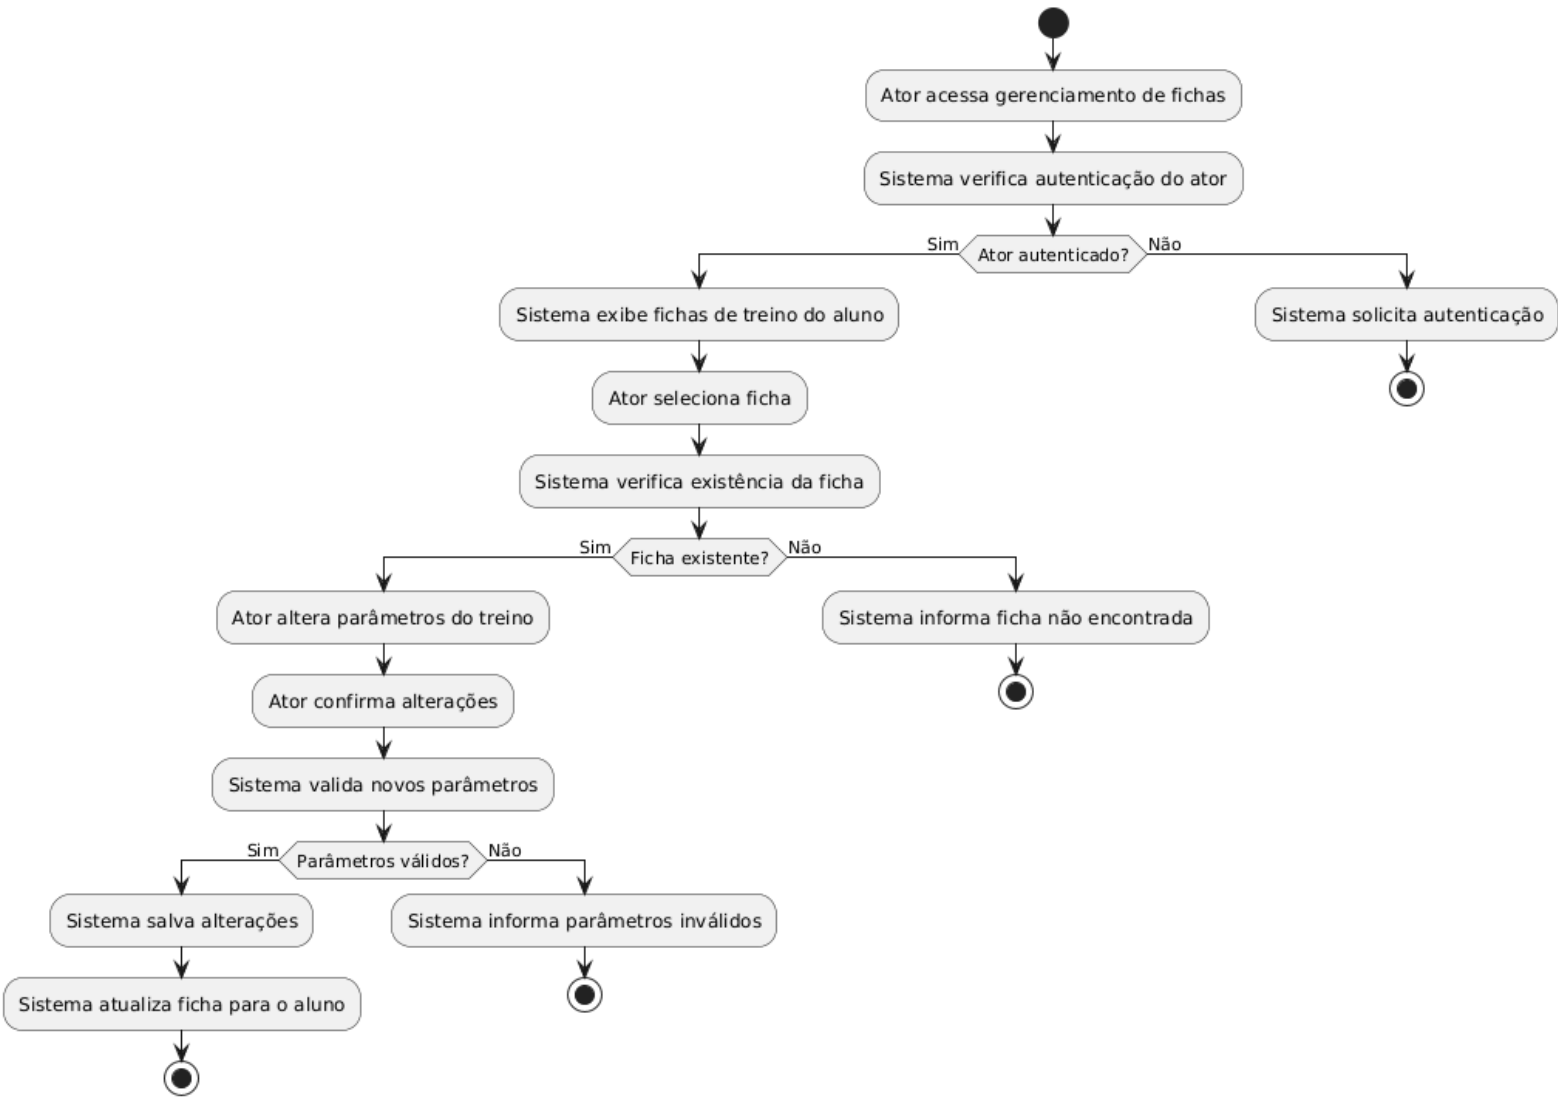 Ator acessa gerenciamento de fichas
Sistema verifica autenticação do ator
Sim
Ator autenticado?
Não
Sistema exibe fichas de treino do aluno
Sistema solicita autenticação
Ator seleciona ficha
Sistema verifica existência da ficha
Sim
Ficha existente?
Não
Ator altera parâmetros do treino
Sistema informa ficha não encontrada
Ator confirma alterações
Sistema valida novos parâmetros
Sim
Parâmetros válidos?
Não
Sistema salva alterações
Sistema informa parâmetros inválidos
Sistema atualiza ficha para o aluno